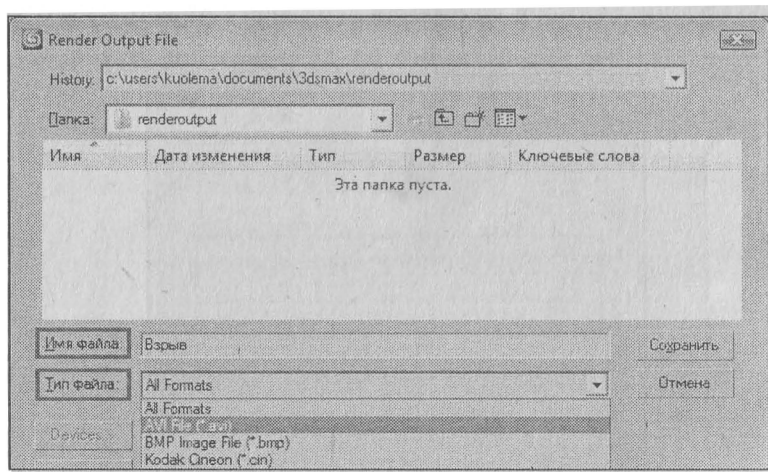 Render Output File
History: c:\users\kuolema\documents\3dsmax\renderoutput
Папка: renderoutput
Имя Дата изменения Тип Размер Ключевые слова
Эта папка пуста.
Имя файла: Взрыв Сохранить
Тип файла: All Formats Отмена
All Formats
AVI File (*.avi)
Devices > BMP Image File (*.bmp)
Kodak Cineon (*.cin)